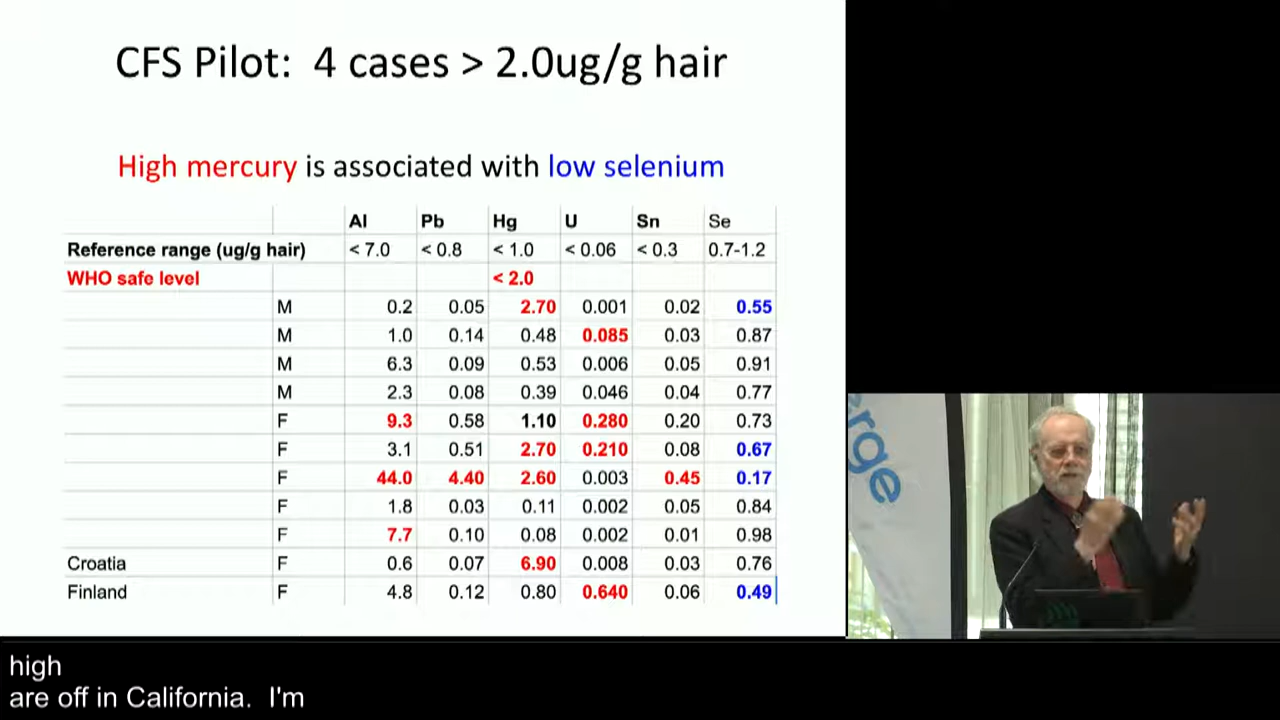 CFS Pilot: 4 cases > 2.0ug/g hair
High mercury is associated with low selenium
Al Pb Hg U Sn Se
Reference range (ug/g hair) < 7.0 < 0.8 < 1.0 < 0.06 < 0.3 0.7-1.2
WHO safe level < 2.0
M 0.2 0.05 2.70 0.001 0.02 0.55
M 1.0 0.14 0.48 0.085 0.03 0.87
M 6.3 0.09 0.53 0.006 0.05 0.91
M 2.3 0.08 0.39 0.046 0.04 0.77
F 9.3 0.58 1.10 0.280 0.20 0.73
F 3.1 0.51 2.70 0.210 0.08 0.67
F 44.0 4.40 2.60 0.003 0.45 0.17
F 1.8 0.03 0.11 0.002 0.05 0.84
F 7.7 0.10 0.08 0.002 0.01 0.98
Croatia F 0.6 0.07 6.90 0.008 0.03 0.76
Finland F 4.8 0.12 0.80 0.640 0.06 0.49
erge
high
are off in California. I'm